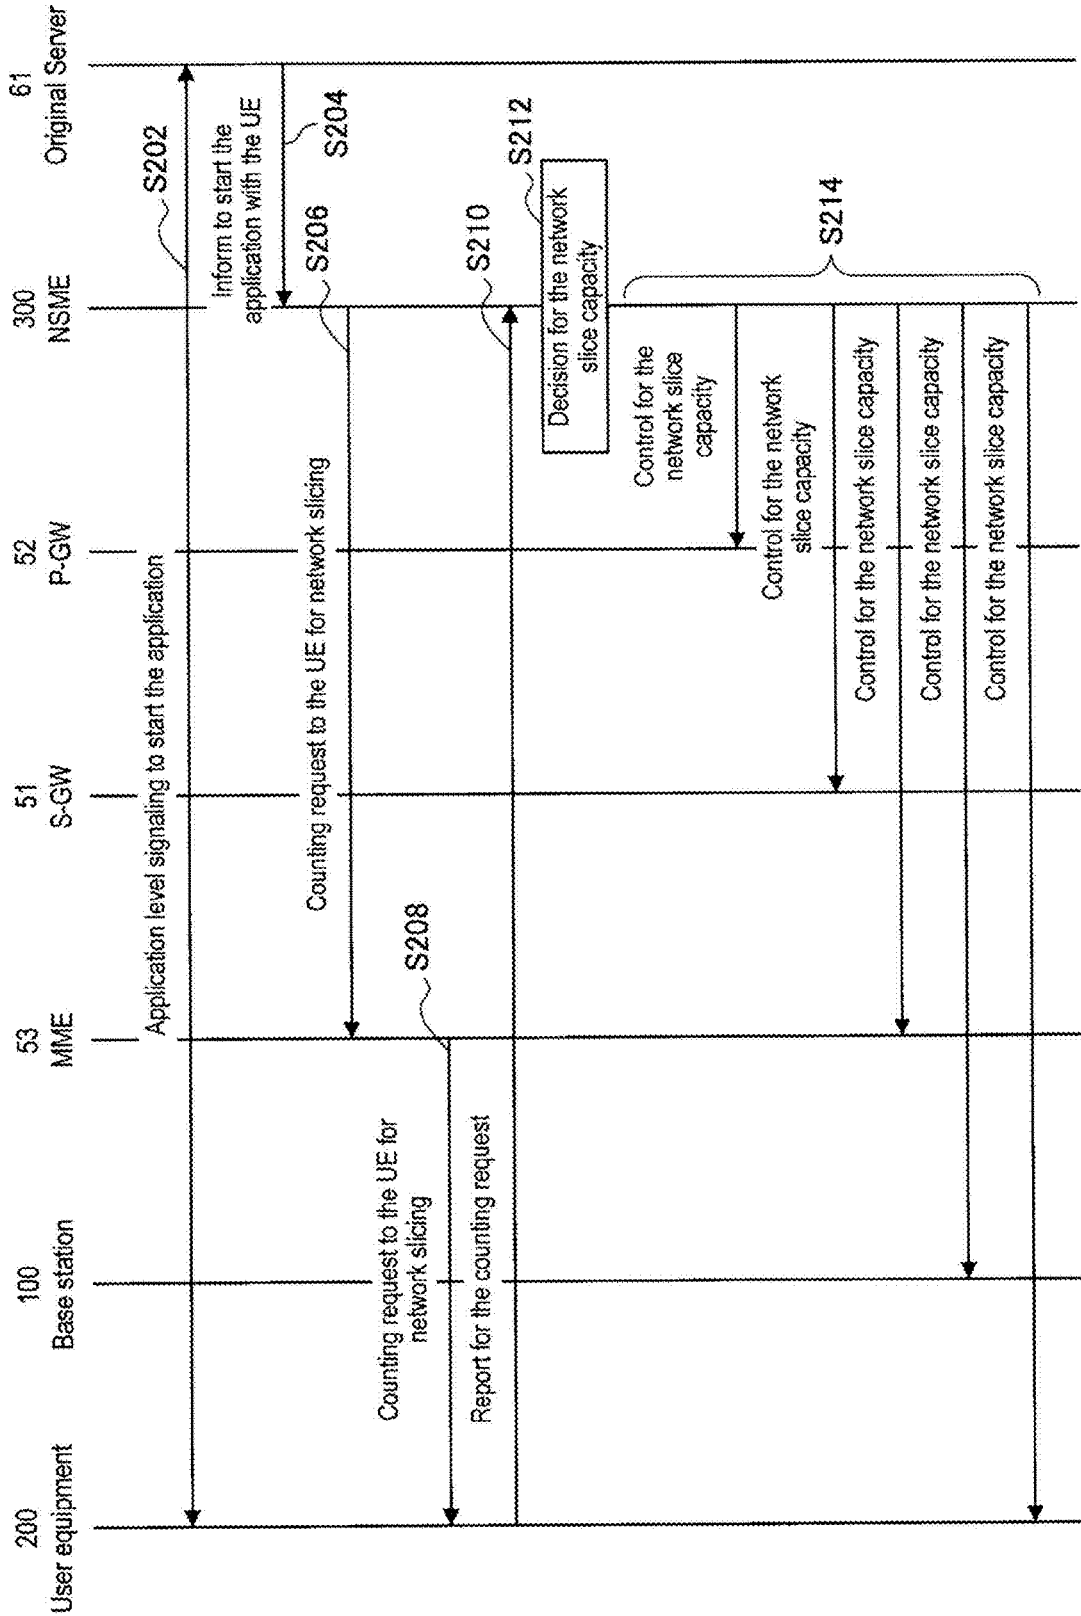 200
User equipment
100
Base station
53
MME
51
S-GW
52
P-GW
300
NSME
61
Original Server
Application level signaling to start the application
S202
Inform to start the
application with the UE
S204
Counting request to the UE for network slicing
S206
Counting request to the UE for
network slicing
S208
Report for the counting request
S210
Decision for the network
slice capacity
S212
Control for the
network slice
capacity
Control for the network
slice capacity
Control for the network slice capacity
Control for the network slice capacity
Control for the network slice capacity
S214